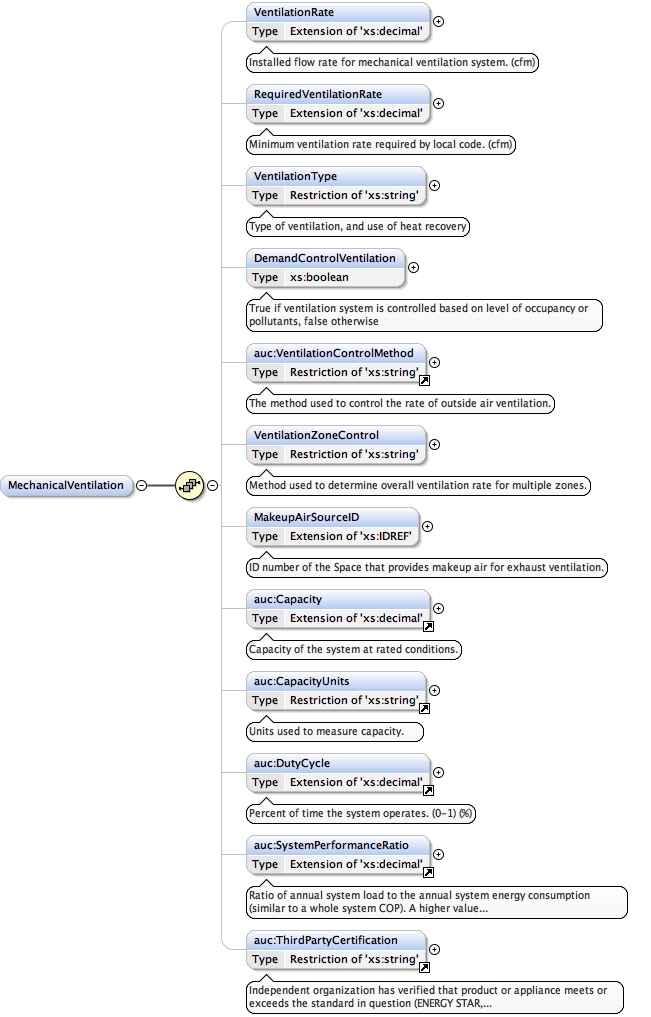 VentilationRate
Type Extension of 'xs:decimal'
Installed flow rate for mechanical ventilation system. (cfm)
RequiredVentilationRate
Type Extension of 'xs:decimal'
Minimum ventilation rate required by local code. (cfm)
VentilationType
Type Restriction of 'xs:string'
Type of ventilation, and use of heat recovery
DemandControlVentilation
Type xs:boolean
True if ventilation system is controlled based on level of occupancy or
pollutants, false otherwise
auc:VentilationControlMethod
Type Restriction of 'xs:string'
The method used to control the rate of outside air ventilation.
VentilationZoneControl
Type Restriction of 'xs:string'
MechanicalVentilation
Method used to determine overall ventilation rate for multiple zones.
MakeupAirSourceID
Type Extension of 'xs:IDREF'
ID number of the Space that provides makeup air for exhaust ventilation.
auc:Capacity
Type Extension of 'xs:decimal'
Capacity of the system at rated conditions.
auc:CapacityUnits
Type Restriction of 'xs:string'
Units used to measure capacity.
auc:DutyCycle
Type Extension of 'xs:decimal'
Percent of time the system operates. (0-1) (%)
auc:SystemPerformanceRatio
Type Extension of 'xs:decimal'
Ratio of annual system load to the annual system energy consumption
(similar to a whole system COP). A higher value...
auc:ThirdPartyCertification
Type Restriction of 'xs:string'
Independent organization has verified that product or appliance meets or
exceeds the standard in question (ENERGY STAR,...